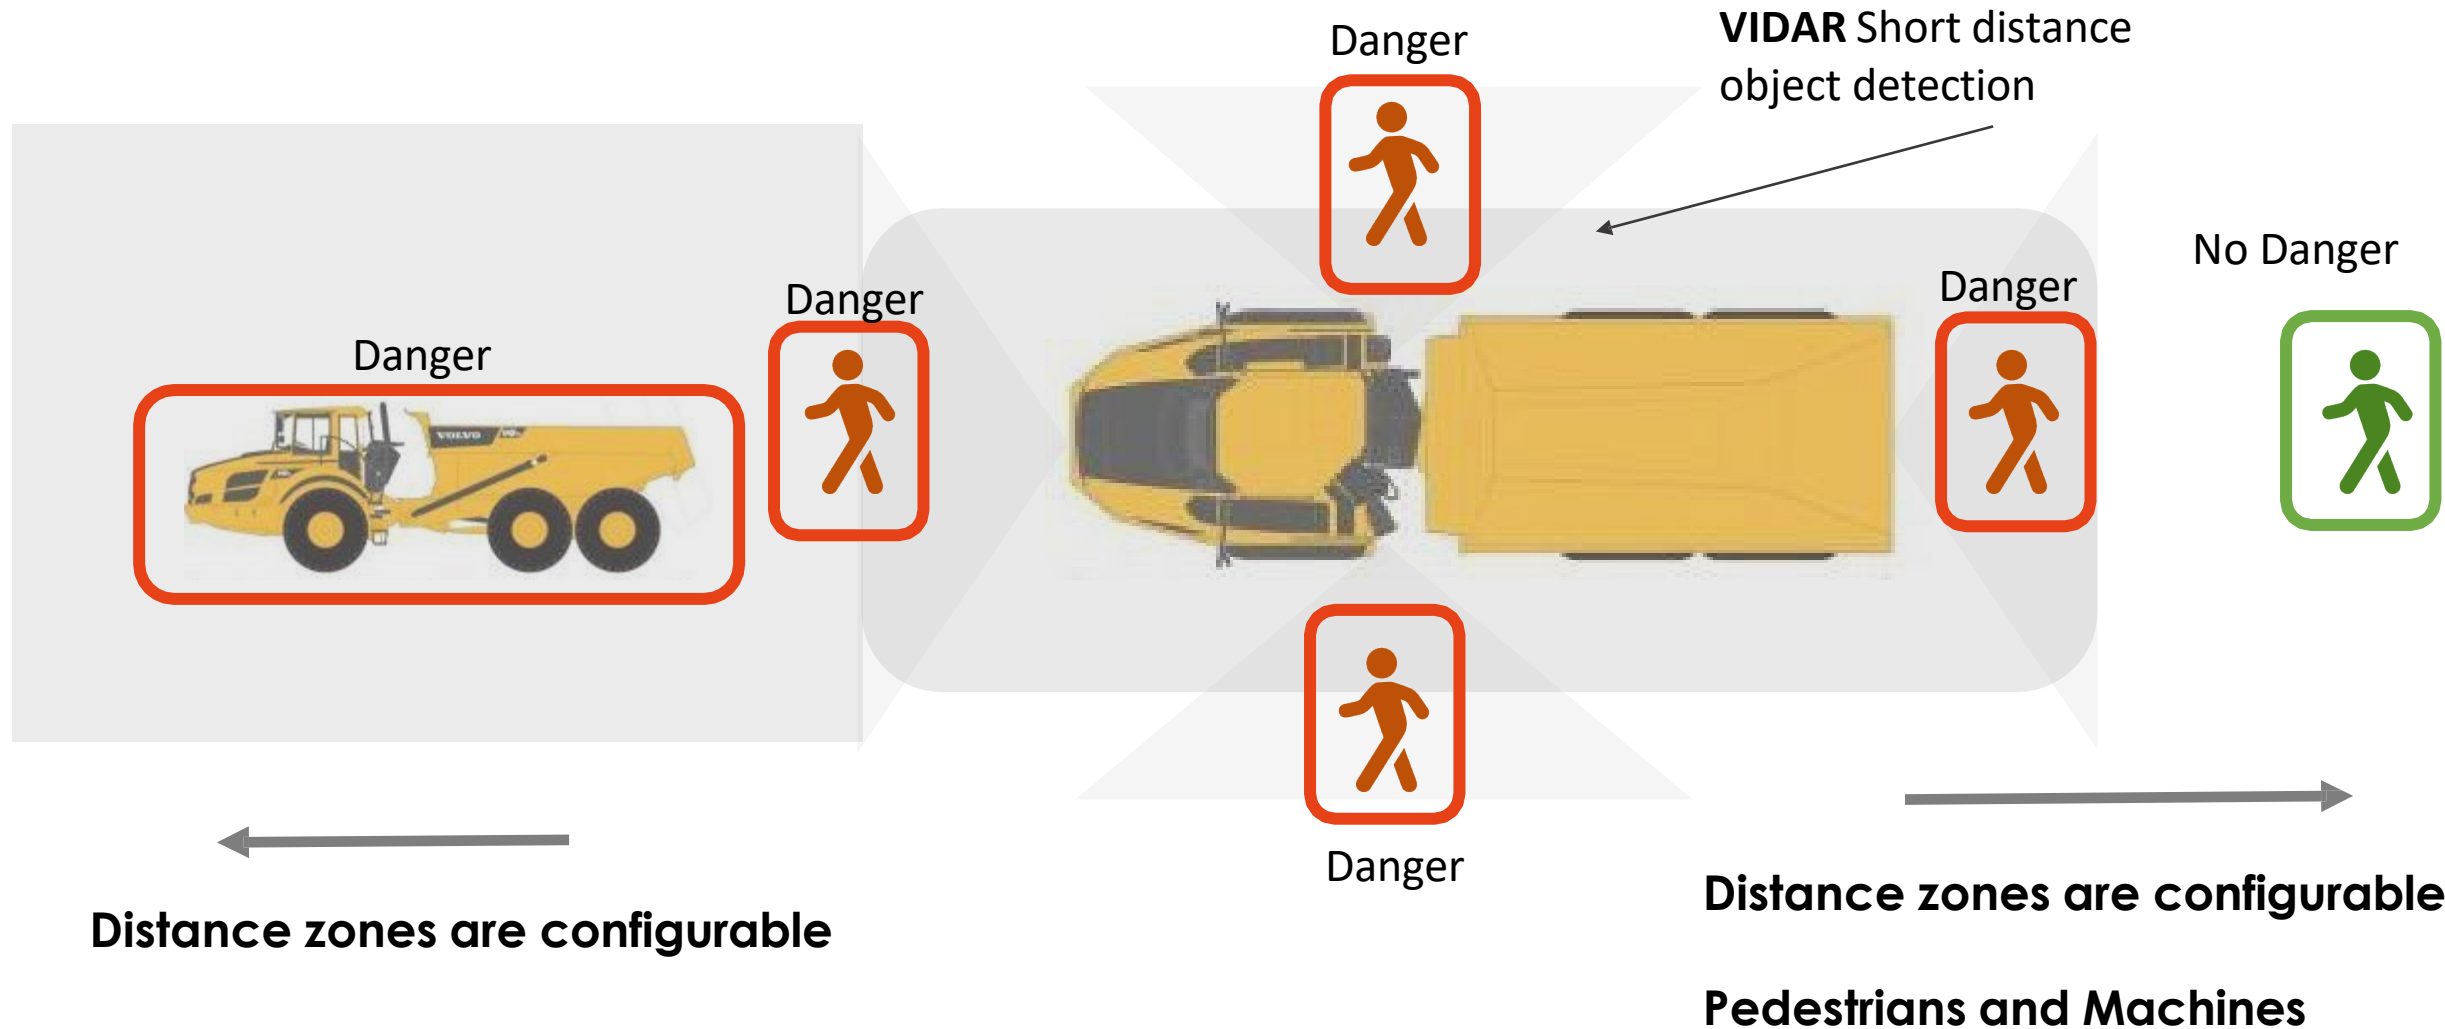 VIDAR Short distance
object detection
Danger
No Danger
Danger
Danger
Danger
VOLVO
Danger
Distance zones are configurable
Distance zones are configurable
Pedestrians and Machines